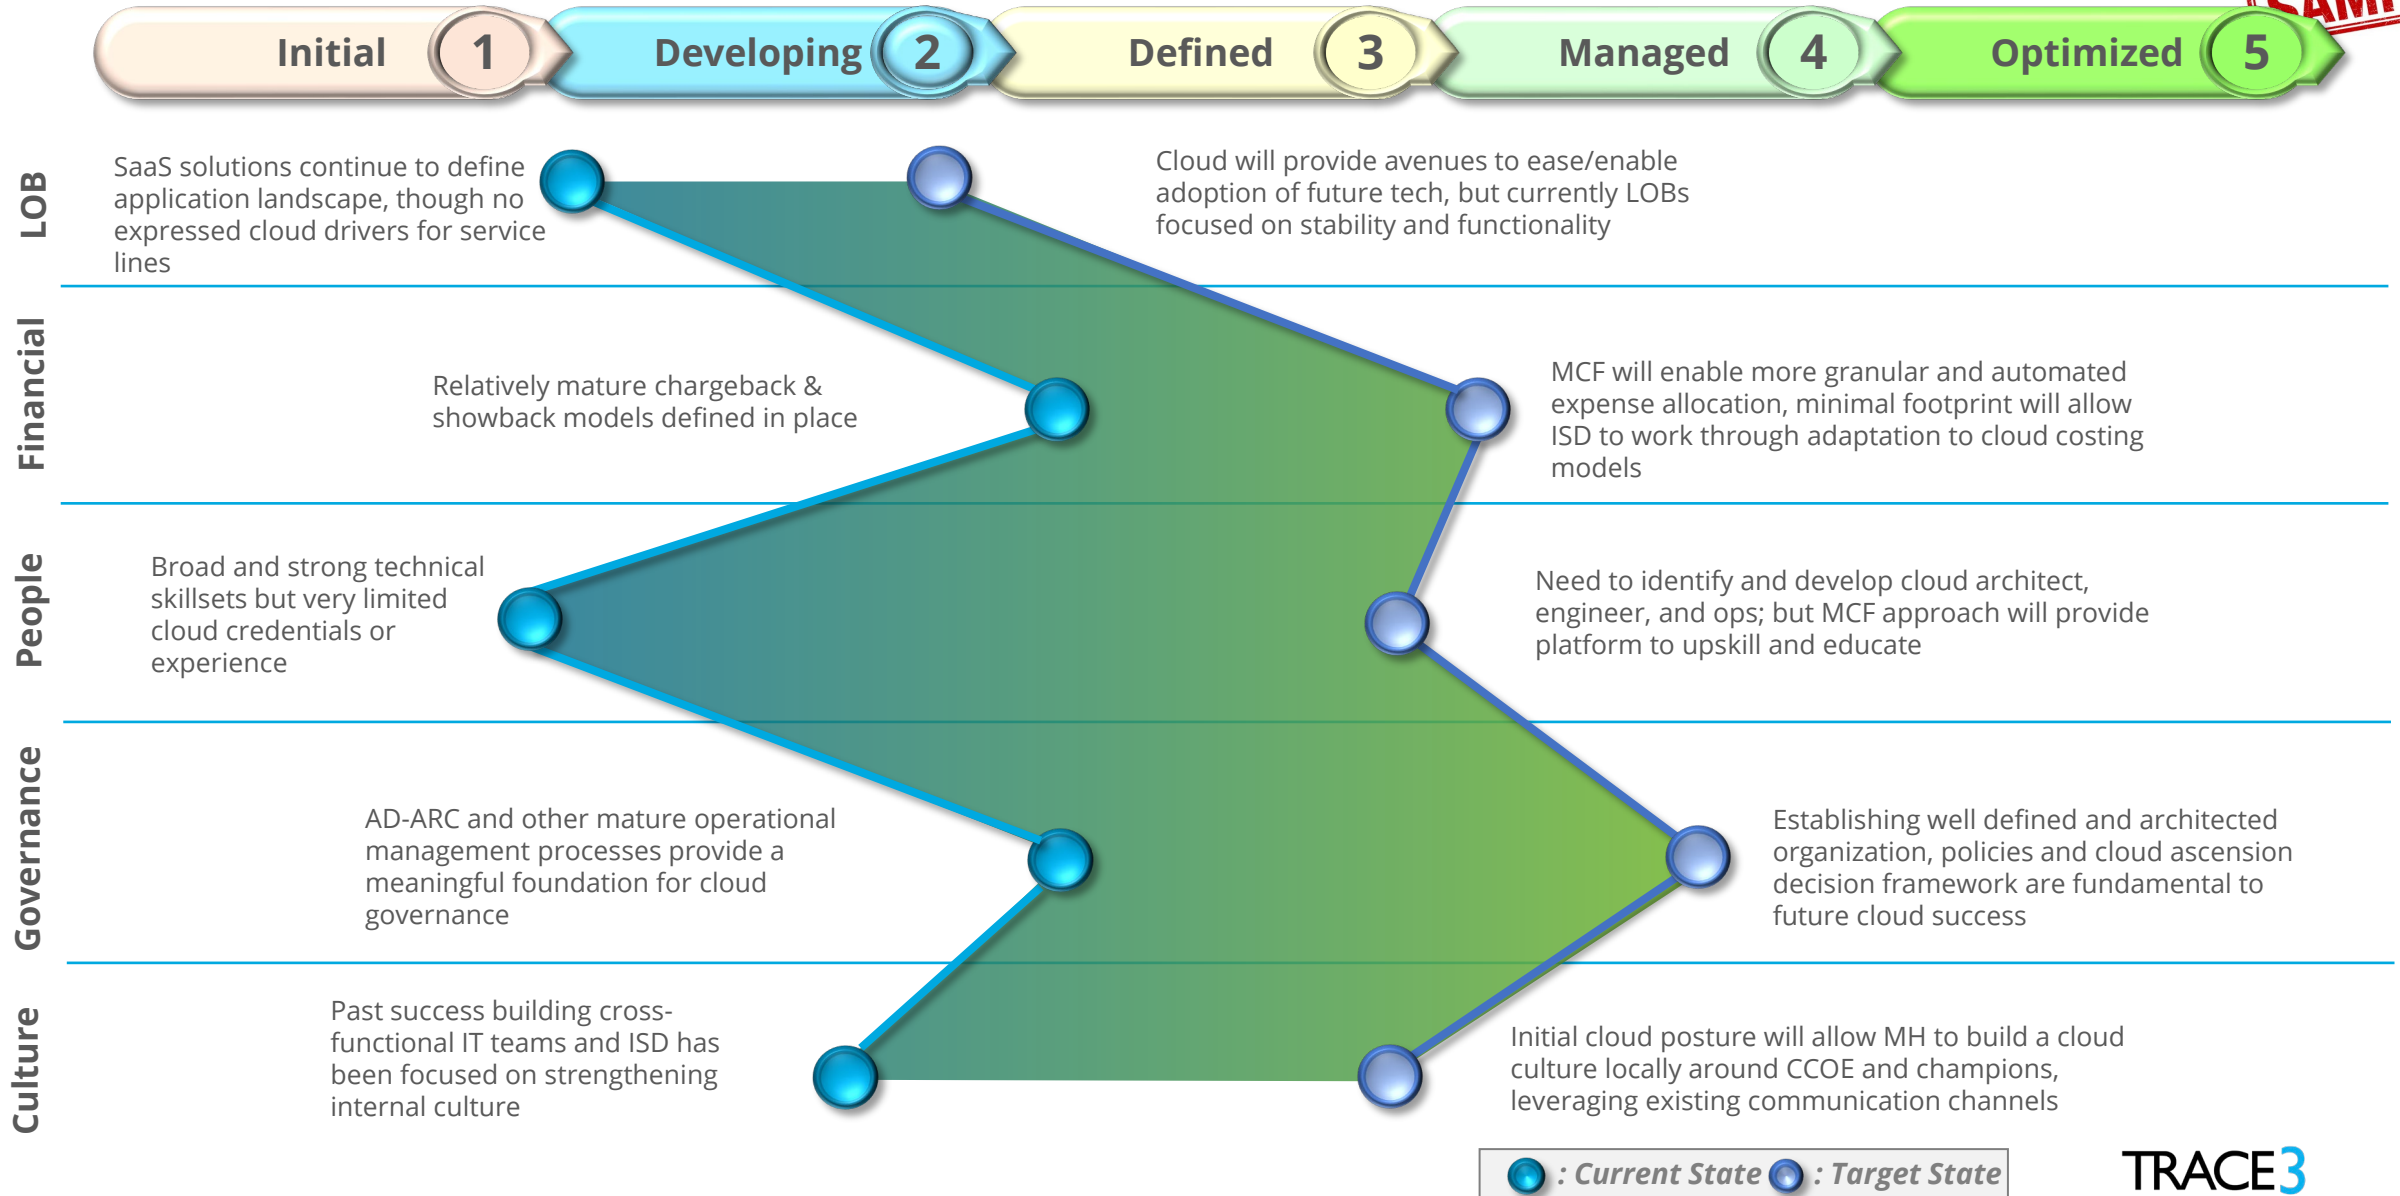 Initial 1 Developing 2 Defined 3 Managed 4 Optimized 5
LOB
SaaS solutions continue to define
application landscape, though no
expressed cloud drivers for service
lines
Cloud will provide avenues to ease/enable
adoption of future tech, but currently LOBs
focused on stability and functionality
Financial
Relatively mature chargeback &
showback models defined in place
MCF will enable more granular and automated
expense allocation, minimal footprint will allow
ISD to work through adaptation to cloud costing
models
People
Broad and strong technical
skillsets but very limited
cloud credentials or
experience
Need to identify and develop cloud architect,
engineer, and ops; but MCF approach will provide
platform to upskill and educate
Governance
AD-ARC and other mature operational
management processes provide a
meaningful foundation for cloud
governance
Establishing well defined and architected
organization, policies and cloud ascension
decision framework are fundamental to
future cloud success
Culture
Past success building cross-
functional IT teams and ISD has
been focused on strengthening
internal culture
Initial cloud posture will allow MH to build a cloud
culture locally around CCOE and champions,
leveraging existing communication channels
: Current State : Target State
TRACE3